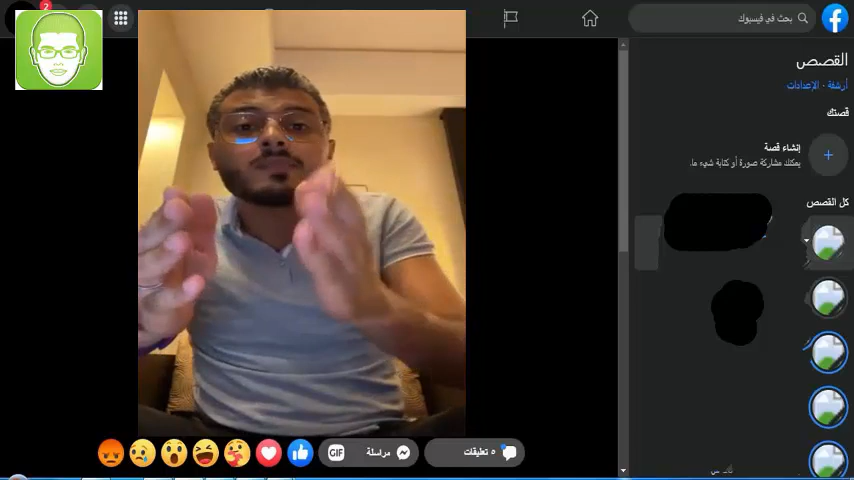 2
بحث في فيسبوك
القصص
أرشفة · الإعدادات
قصتك
إنشاء قصة
يمكنك مشاركة صورة أو كتابة شيء ما.
كل القصص
GIF
مراسلة
٥ تعليقات